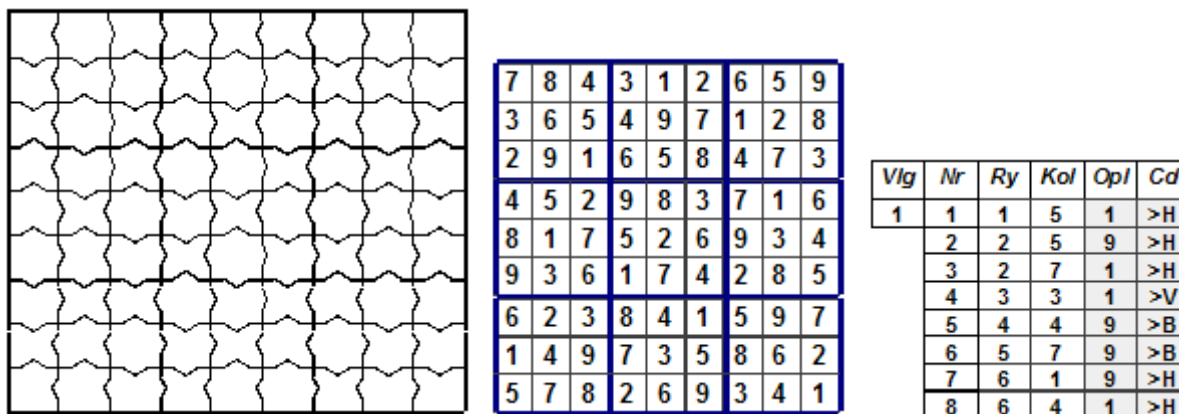 7 8 4 3 1 2 6 5 9
3 6 5 4 9 7 1 2 8
2 9 1 6 5 8 4 7 3
4 5 2 9 8 3 7 1 6
8 1 7 5 2 6 9 3 4
9 3 6 1 7 4 2 8 5
6 2 3 8 4 1 5 9 7
1 4 9 7 3 5 8 6 2
5 7 8 2 6 9 3 4 1
Vlg Nr Ry Kol Opl Cd
1 1 1 5 1 >H
2 2 5 9 >H
3 2 7 1 >H
4 3 3 1 >V
5 4 4 9 >B
6 5 7 9 >B
7 6 1 9 >H
8 6 4 1 >H